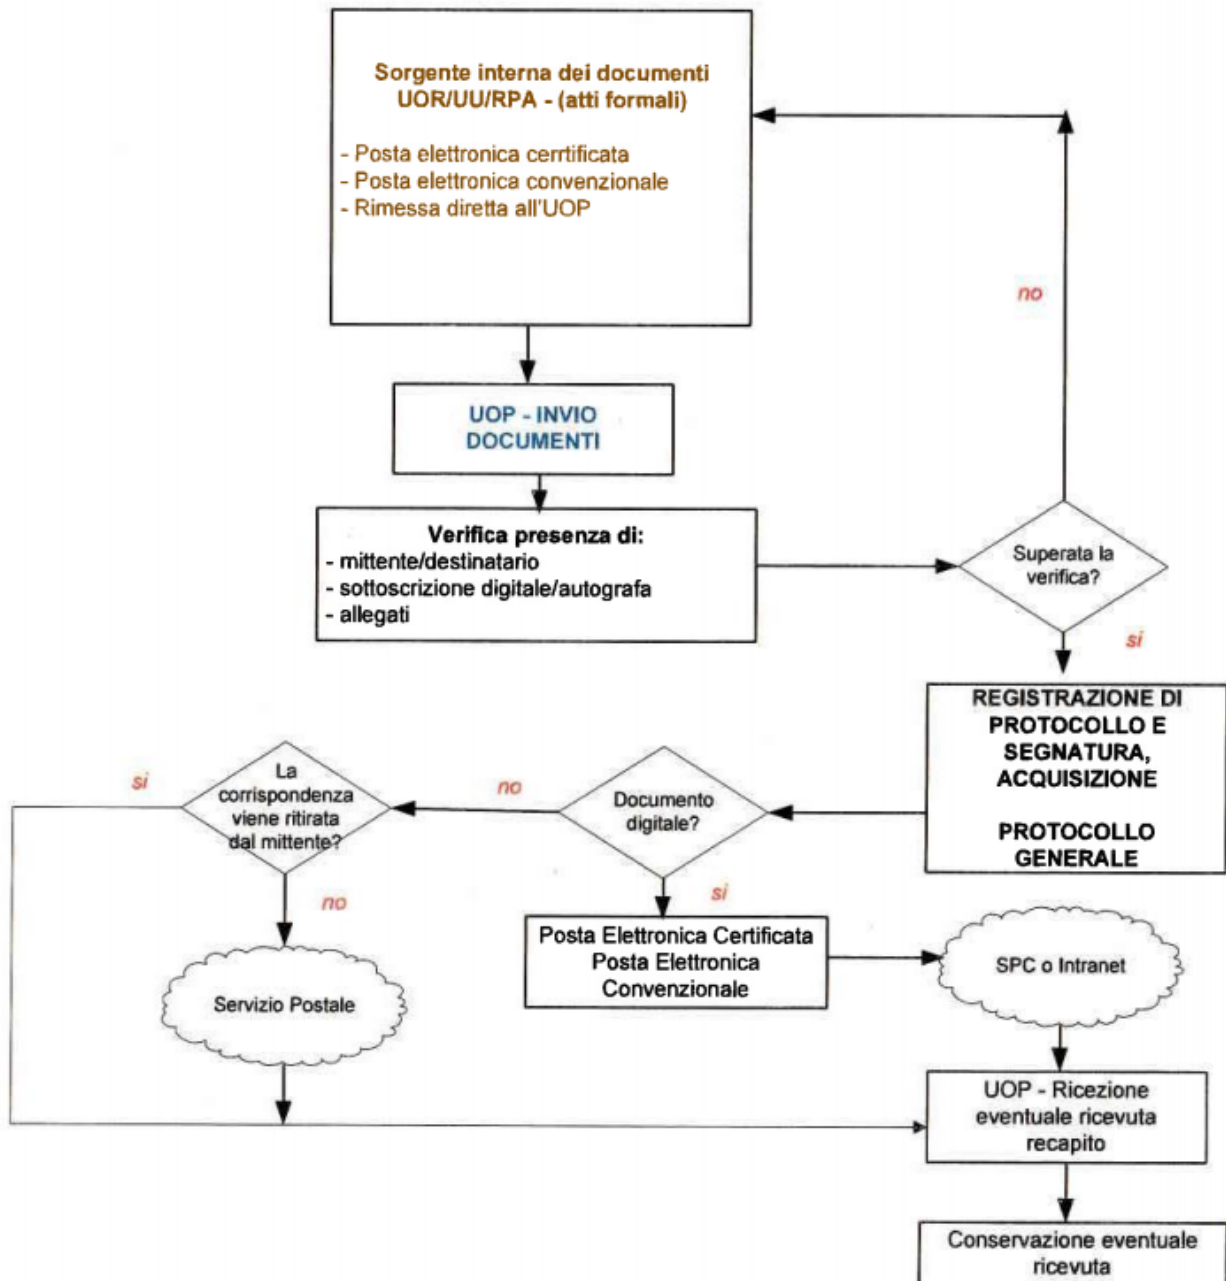 Sorgente interna dei documenti
UOR/UU/RPA - (atti formali)
- Posta elettronica cerrtificata
- Posta elettronica convenzionale
- Rimessa diretta all'UOP
no
UOP - INVIO
DOCUMENTI
Verifica presenza di:
- mittente/destinatario
- sottoscrizione digitale/autografa
- allegati
Superata la
verifica?
si
REGISTRAZIONE DI
PROTOCOLLO E
SEGNATURA,
ACQUISIZIONE
PROTOCOLLO
GENERALE
Documento
digitale?
no
La
corrispondenza
viene ritirata
dal mittente?
si
no
Servizio Postale
si
Posta Elettronica Certificata
Posta Elettronica
Convenzionale
SPC o Intranet
UOP - Ricezione
eventuale ricevuta
recapito
Conservazione eventuale
ricevuta